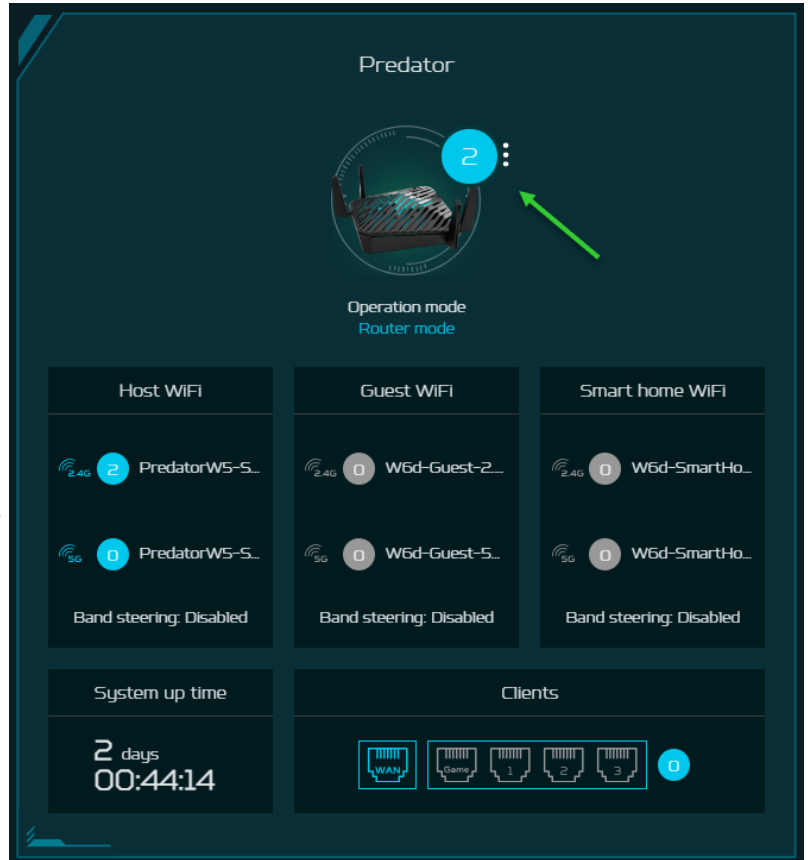 Predator
2
Operation mode
Router mode
Host WiFi
2.4G 2 PredatorW5-S...
5G 0 PredatorW5-S...
Band steering: Disabled
Guest WiFi
2.4G 0 W6d-Guest-2....
5G 0 W6d-Guest-5...
Band steering: Disabled
Smart home WiFi
2.4G 0 W6d-SmartHo...
5G 0 W6d-SmartHo...
Band steering: Disabled
System up time
2 days
00:44:14
Clients
WAN Game 1 2 3 0